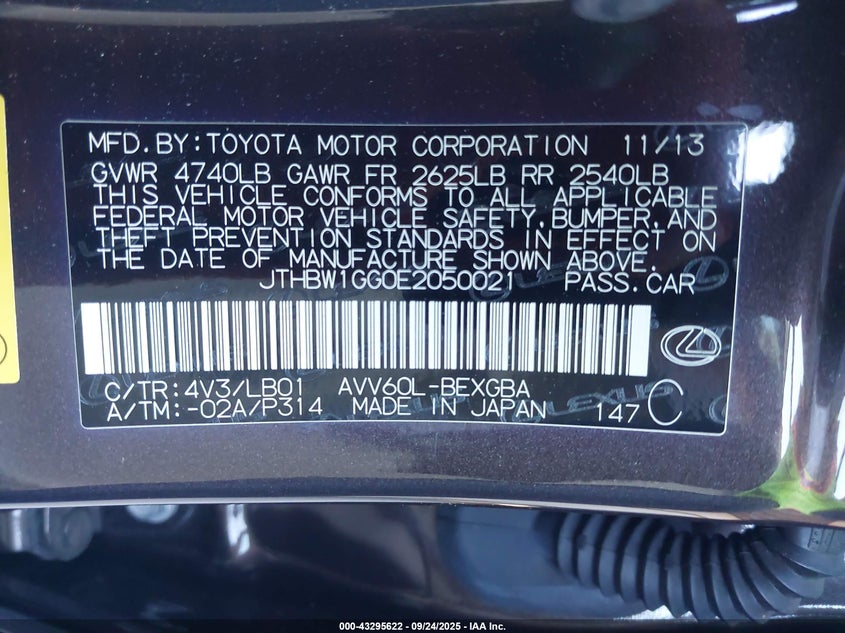 MFD.BY:TOYOTA MOTOR CORPORATION 11/13
GVWR 4740LB GAWR FR 2625LB RR 2540LB
THIS VEHICLE CONFORMS TO ALL APPLICABLE
FEDERAL MOTOR VEHICLE SAFETY,BUMPER,AND
THEFT PREVENTION STANDARDS IN EFFECT ON
THE DATE OF MANUFACTURE SHOWN ABOVE.
JTHBW1GG0E2050021 PASS.CAR
C/TR:4V3/LB01 AVV60L-BEXGBA
A/TM:-02A/P314 MADE IN JAPAN 147 C
000-43295622 - 09/24/2025 - IAA Inc.